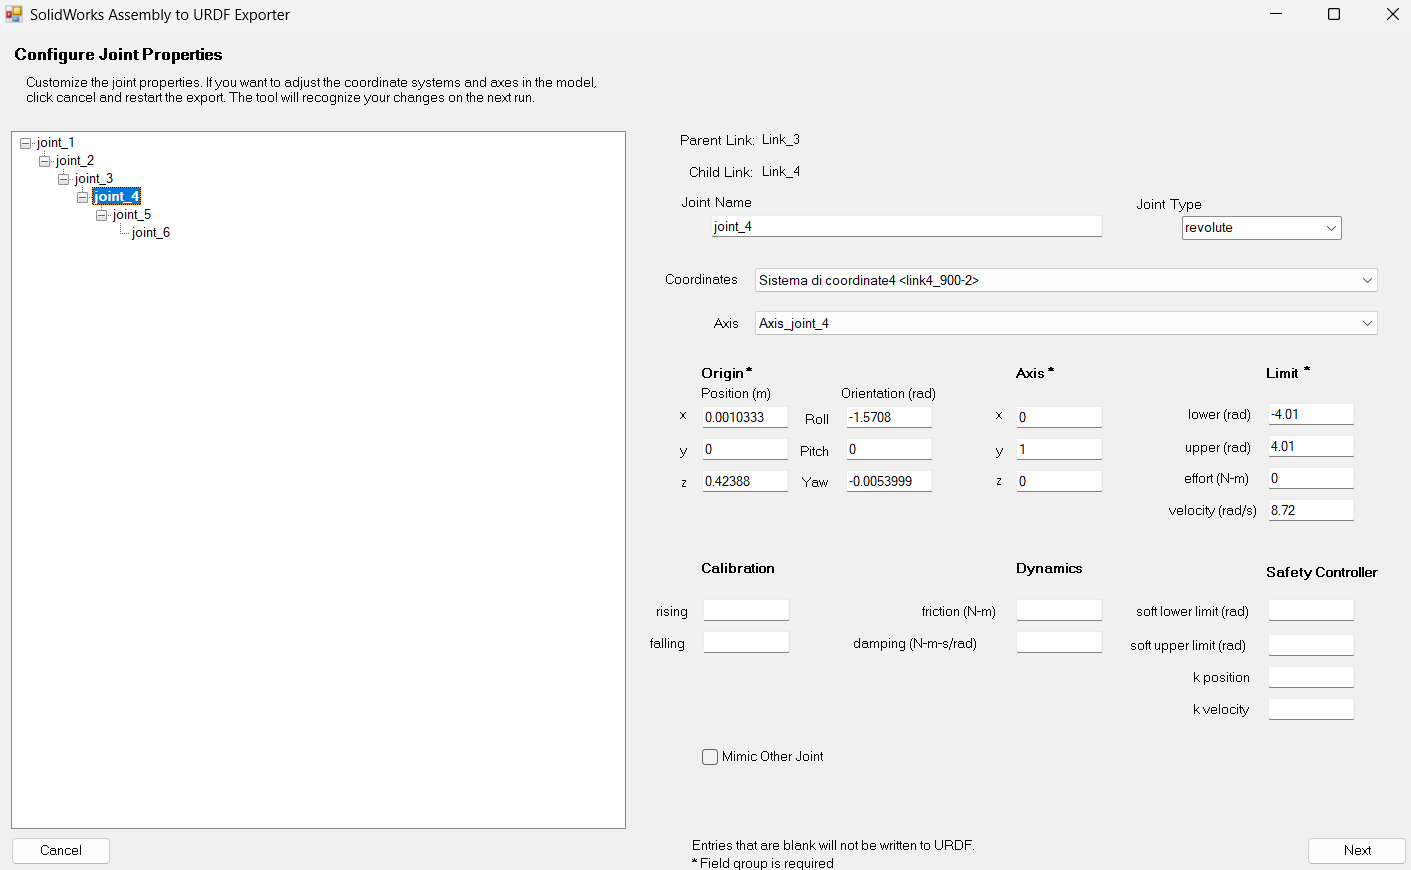 SolidWorks Assembly to URDF Exporter
Configure Joint Properties
Customize the joint properties. If you want to adjust the coordinate systems and axes in the model,
click cancel and restart the export. The tool will recognize your changes on the next run.
joint_1
joint_2
joint_3
joint_4
joint_5
joint_6
Parent Link: Link_3
Child Link: Link_4
Joint Name
joint_4
Joint Type
revolute
Coordinates Sistema di coordinate4 <link4_900-2>
Axis Axis_joint_4
Origin*
Position (m) Orientation (rad)
x 0.0010333 Roll -1.5708
y 0 Pitch 0
z 0.42388 Yaw -0.0053999
Axis *
x 0
y 1
z 0
Limit *
lower (rad) -4.01
upper (rad) 4.01
effort (N-m) 0
velocity (rad/s) 8.72
Calibration
rising
falling
Dynamics
friction (N-m)
damping (N-m-s/rad)
Safety Controller
soft lower limit (rad)
soft upper limit (rad)
k position
k velocity
Mimic Other Joint
Entries that are blank will not be written to URDF.
* Field group is required
Cancel
Next